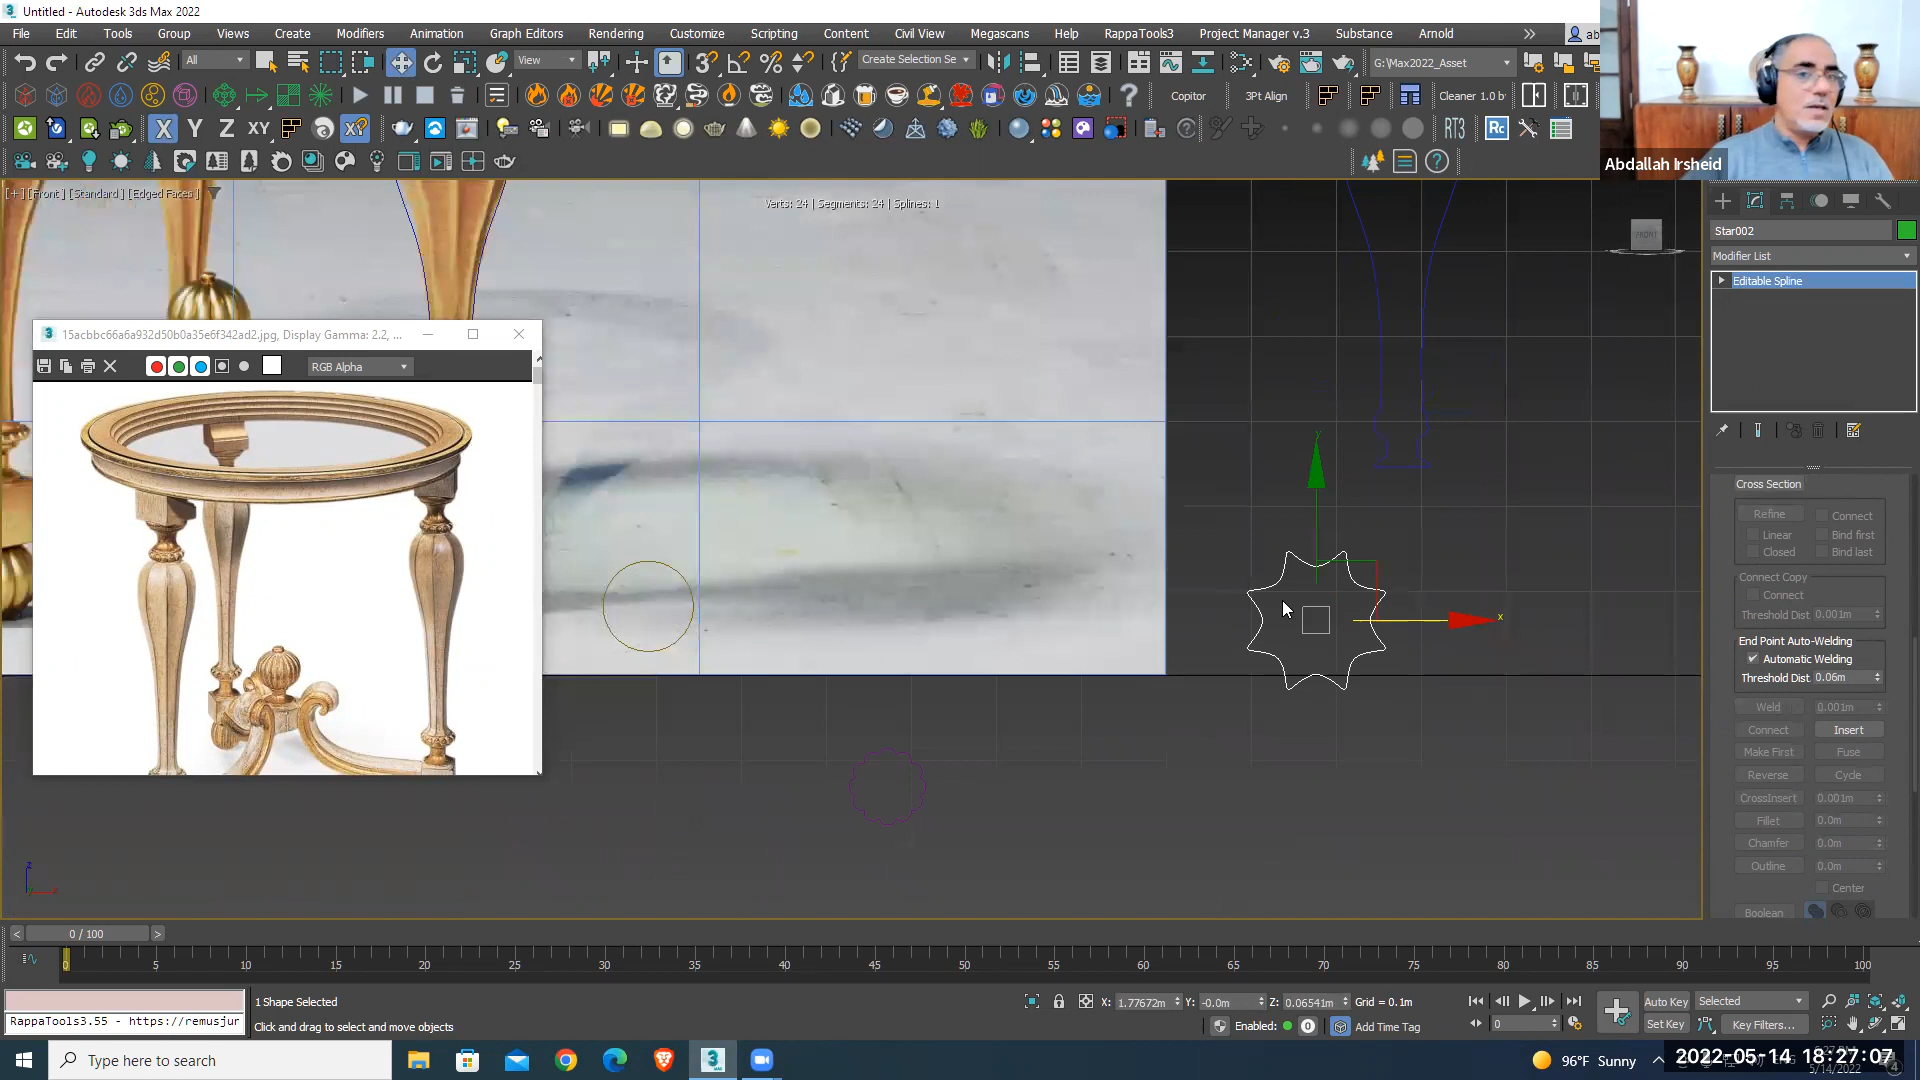 Untitled - Autodesk 3ds Max 2022
File Edit Tools Group Views Create Modifiers Animation Graph Editors Rendering Customize Scripting Content Civil View Megascans Help RappaTools3 Project Manager v.3 Substance Arnold
All View Create Selection Se G:\Max2022_Asset
Copitor 3Pt Align Cleaner 1.0 b
X Y Z XY RT3 Rc
Abdallah Irsheid
[+] [Front] [Standard] [Edged Faces]
Verts: 24 | Segments: 24 | Splines: 1
FRONT
Star002
Modifier List
Editable Spline
15acbbc66a6a932d50b0a35e6f342ad2.jpg, Display Gamma: 2.2, ...
RGB Alpha
Cross Section
Refine Connect
Linear Bind first
Closed Bind last
Connect Copy
Connect
Threshold Dist 0.001m
End Point Auto-Welding
Automatic Welding
Threshold Dist 0.06m
Weld 0.001m
Connect Insert
Make First Fuse
Reverse Cycle
CrossInsert 0.001m
Fillet 0.0m
Chamfer 0.0m
Outline 0.0m
Center
Boolean
y
x
z
0 / 100
0 5 10 15 20 25 30 35 40 45 50 55 60 65 70 75 80 85 90 95 100
1 Shape Selected
X: 1.77672m Y: -0.0m Z: 0.06541m Grid = 0.1m
Auto Key Selected
RappaTools3.55 - https://remusjur
Click and drag to select and move objects
Enabled: 0 Add Time Tag
0 Set Key Key Filters...
Type here to search
96°F Sunny
2022-05-14 18:27:07
5/14/2022